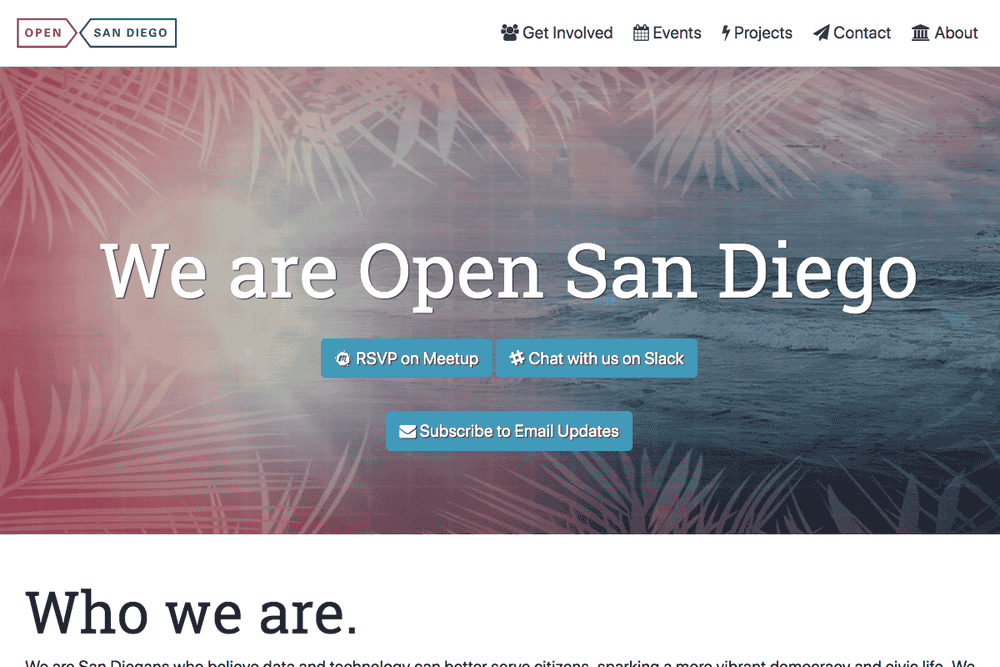 OPEN SAN DIEGO Get Involved Events Projects Contact About
We are Open San Diego
RSVP on Meetup Chat with us on Slack
Subscribe to Email Updates
Who we are.
We are San Diegans who believe data and technology can better serve citizens, sparking a more vibrant democracy and civic life. We